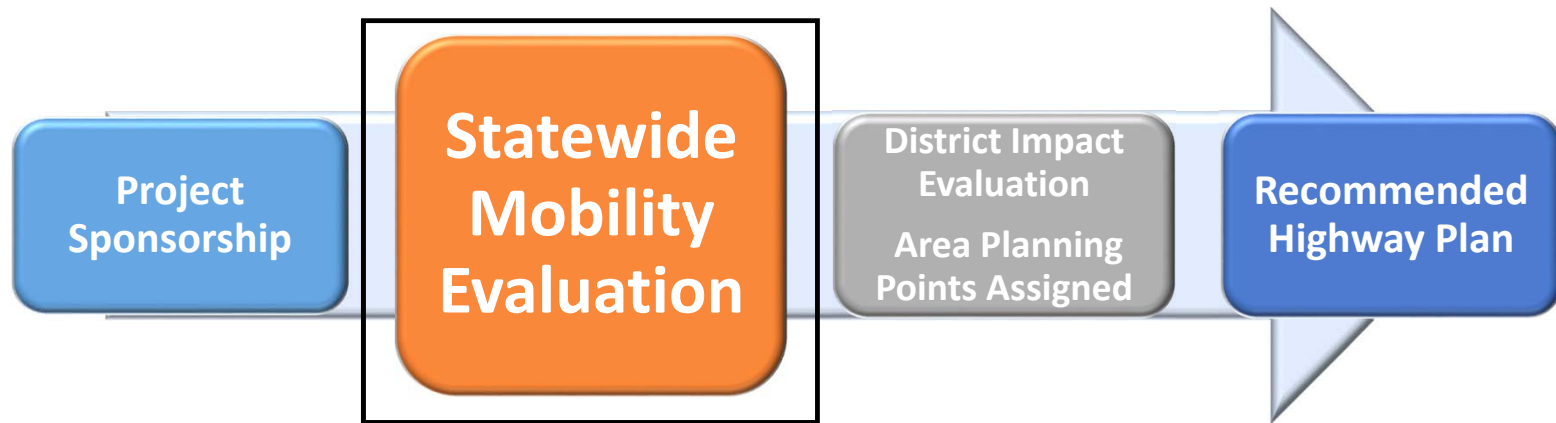 Project
Sponsorship
Statewide
Mobility
Evaluation
District Impact
Evaluation
Area Planning
Points Assigned
Recommended
Highway Plan